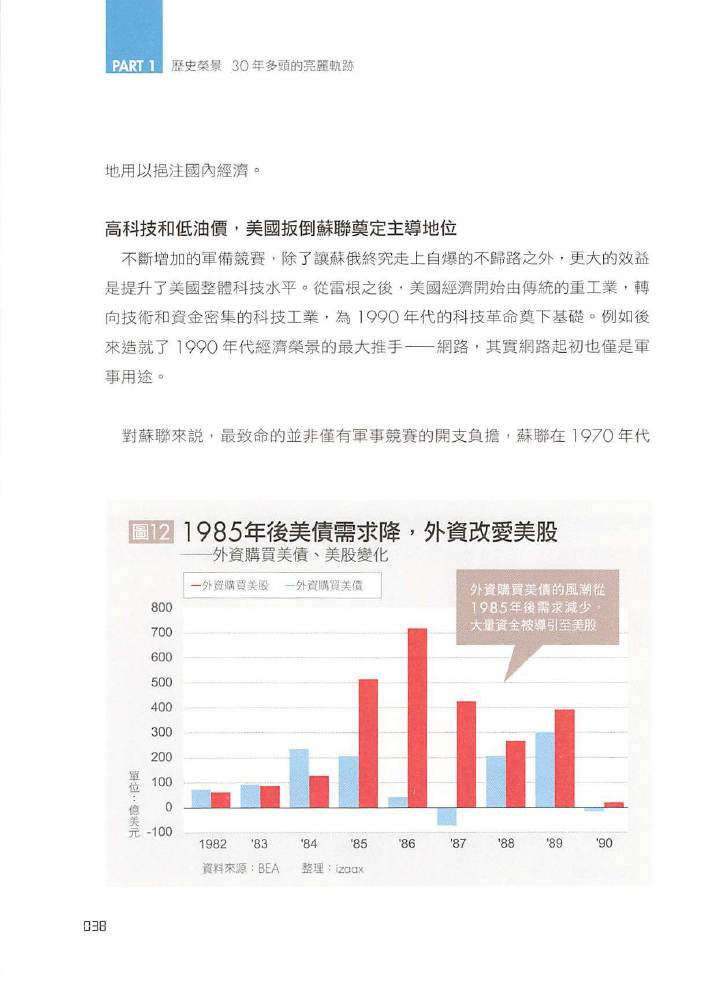 PART 1 歷史榮景 30年多頭的亮麗軌跡
地用以挹注國內經濟。
高科技和低油價，美國扳倒蘇聯奠定主導地位
不斷增加的軍備競賽，除了讓蘇俄終究走上自爆的不歸路之外，更大的效益
是提升了美國整體科技水平。從雷根之後，美國經濟開始由傳統的重工業，轉
向技術和資金密集的科技工業，為 1990 年代的科技革命奠下基礎。例如後
來造就了 1990 年代經濟榮景的最大推手——網路，其實網路起初也僅是軍
事用途。
對蘇聯來說，最致命的並非僅有軍事競賽的開支負擔，蘇聯在 1970 年代
圖12 1985年後美債需求降，外資改愛美股
——外資購買美債、美股變化
外資購買美股 外資購買美債
外資購買美債的風潮從
1985年後需求減少，
大量資金被導引至美股
800
700
600
500
400
300
200
100
0
-100
單位：億美元
1982 '83 '84 '85 '86 '87 '88 '89 '90
資料來源：BEA 整理：izaax
038